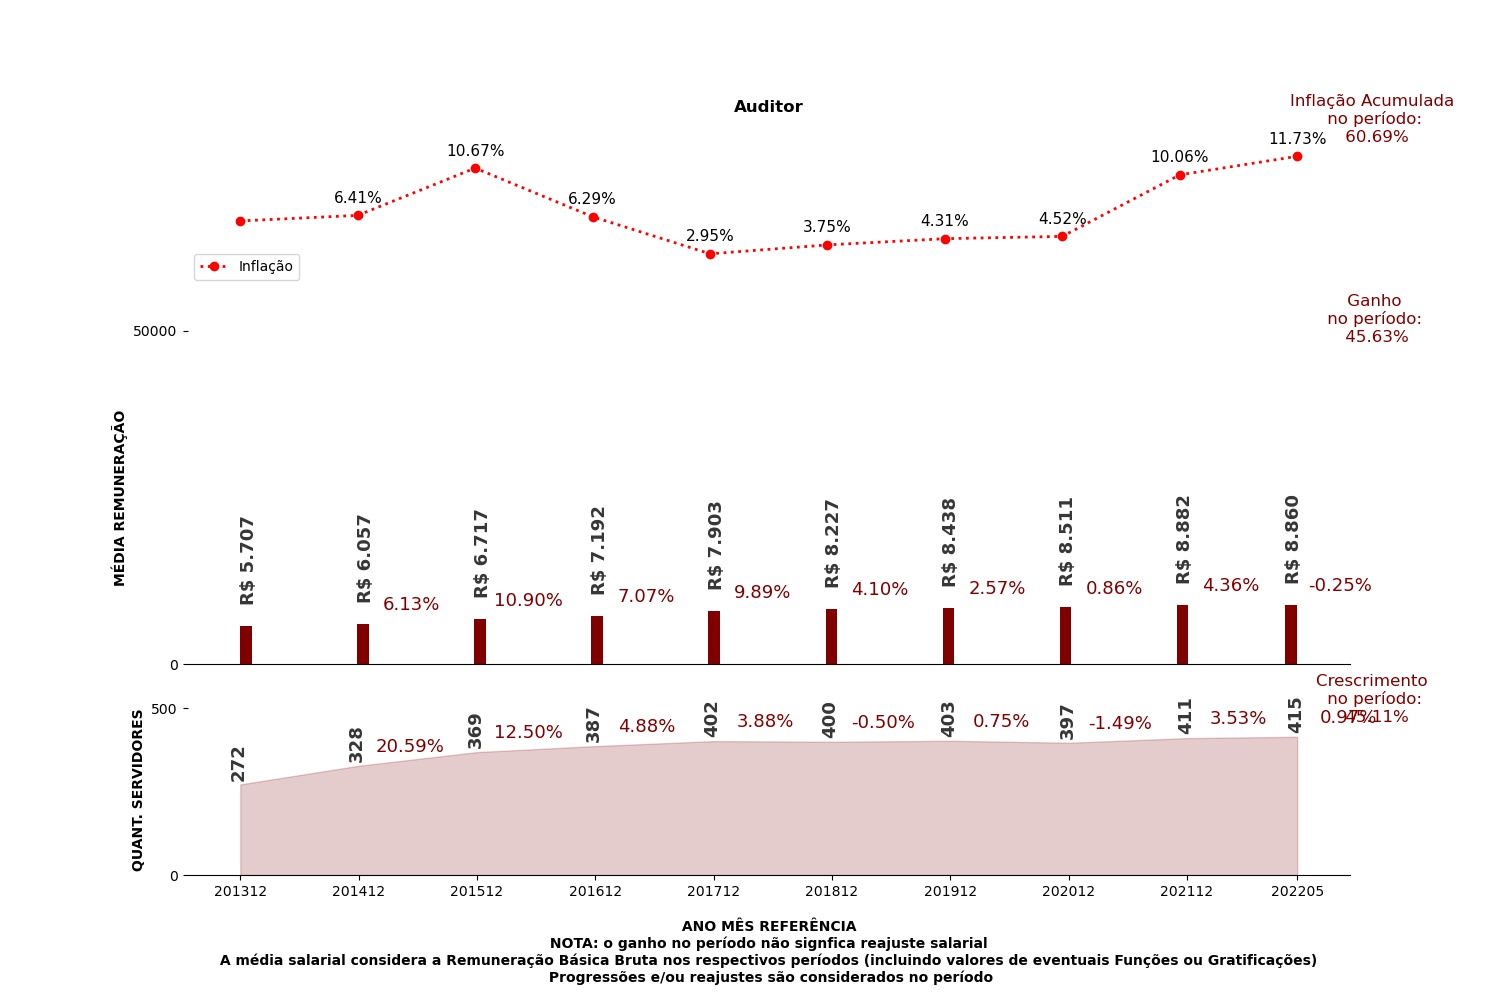 Auditor
Inflação Acumulada
no período:
60.69%
6.41%
10.67%
6.29%
2.95%
3.75%
4.31%
4.52%
10.06%
11.73%
Inflação
Ganho
no período:
45.63%
50000
0
MÉDIA REMUNERAÇÃO
R$ 5.707
R$ 6.057
R$ 6.717
R$ 7.192
R$ 7.903
R$ 8.227
R$ 8.438
R$ 8.511
R$ 8.882
R$ 8.860
6.13%
10.90%
7.07%
9.89%
4.10%
2.57%
0.86%
4.36%
-0.25%
Crescrimento
no período:
45.11%
500
0
QUANT. SERVIDORES
272
328
369
387
402
400
403
397
411
415
20.59%
12.50%
4.88%
3.88%
-0.50%
0.75%
-1.49%
3.53%
0.97%
201312
201412
201512
201612
201712
201812
201912
202012
202112
202205
ANO MÊS REFERÊNCIA
NOTA: o ganho no período não signfica reajuste salarial
A média salarial considera a Remuneração Básica Bruta nos respectivos períodos (incluindo valores de eventuais Funções ou Gratificações)
Progressões e/ou reajustes são considerados no período